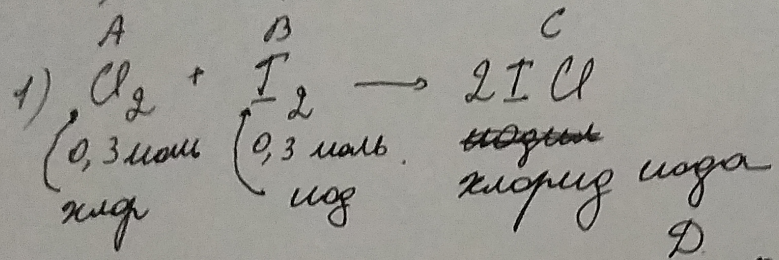 A B C
1) Cl2 + I2 → 2ICl
0,3 моль 0,3 моль.
хлор иод хлорид иода
D